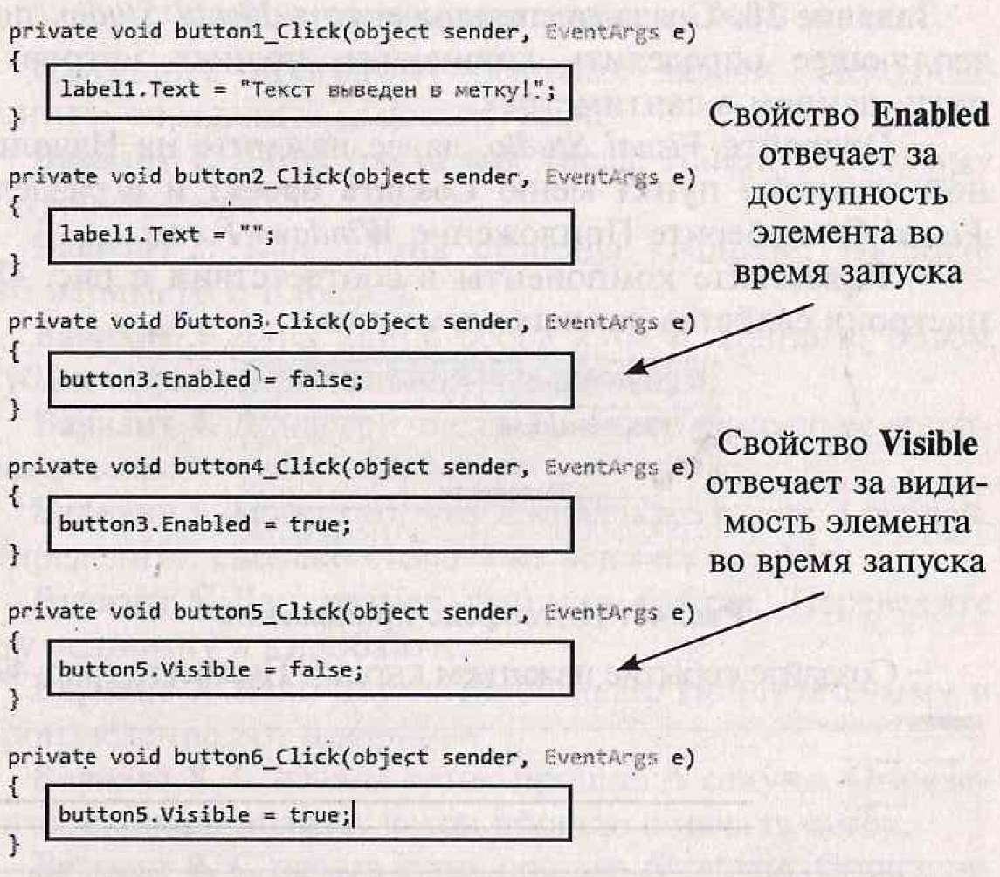 private void button1_Click(object sender, EventArgs e)
{
label1.Text = "Текст выведен в метку!";
}
private void button2_Click(object sender, EventArgs e)
{
label1.Text = "";
}
private void button3_Click(object sender, EventArgs e)
{
button3.Enabled = false;
}
private void button4_Click(object sender, EventArgs e)
{
button3.Enabled = true;
}
private void button5_Click(object sender, EventArgs e)
{
button5.Visible = false;
}
private void button6_Click(object sender, EventArgs e)
{
button5.Visible = true;
}
Свойство Enabled
отвечает за
доступность
элемента во
время запуска
Свойство Visible
отвечает за види-
мость элемента
во время запуска